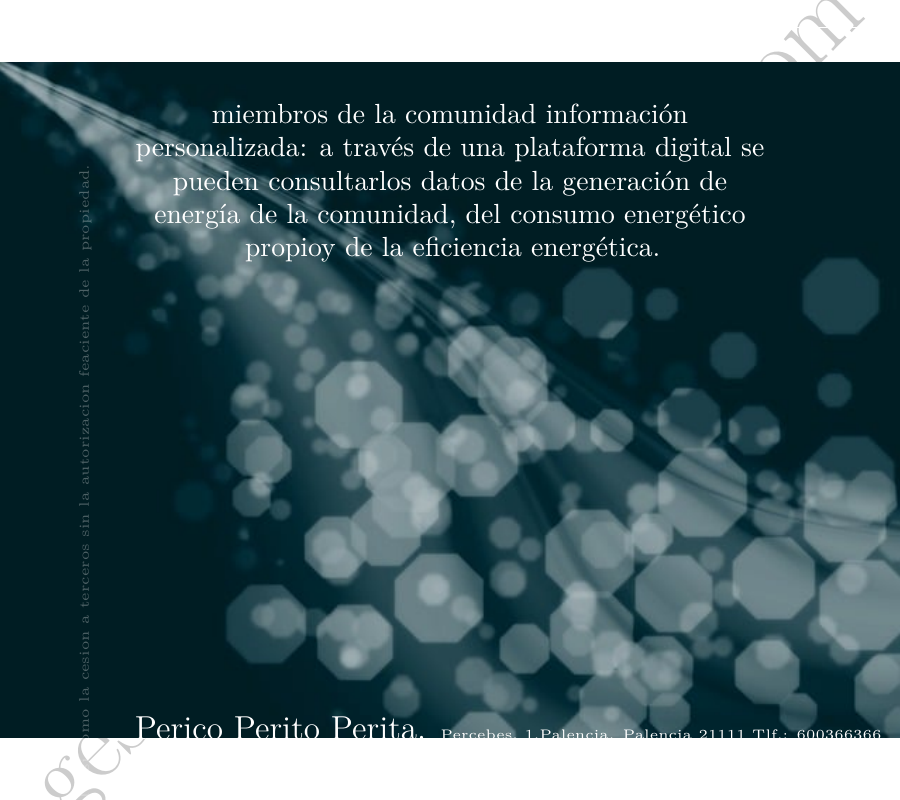 miembros de la comunidad información
personalizada: a través de una plataforma digital se
pueden consultarlos datos de la generación de
energía de la comunidad, del consumo energético
propioy de la eficiencia energética.
la cesion a terceros sin la autorizacion feaciente de la propiedad.
Perico Perito Perita. Percebes, 1.Palencia. Palencia 21111 Tlf.: 600366366